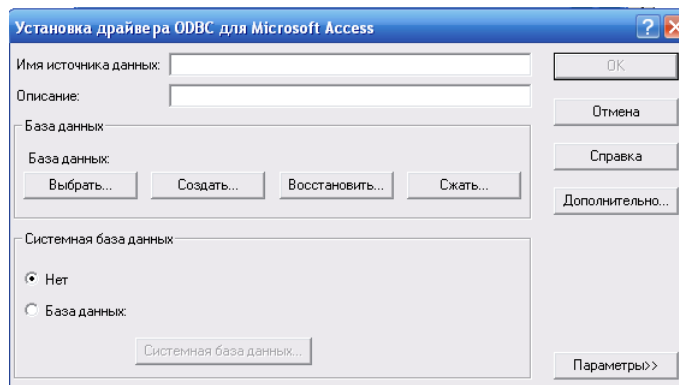 Установка драйвера ODBC для Microsoft Access
Имя источника данных:
OK
Описание:
Отмена
База данных
База данных:
Справка
Выбрать...
Создать...
Восстановить...
Сжать...
Дополнительно...
Системная база данных
Нет
База данных:
Системная база данных...
Параметры>>